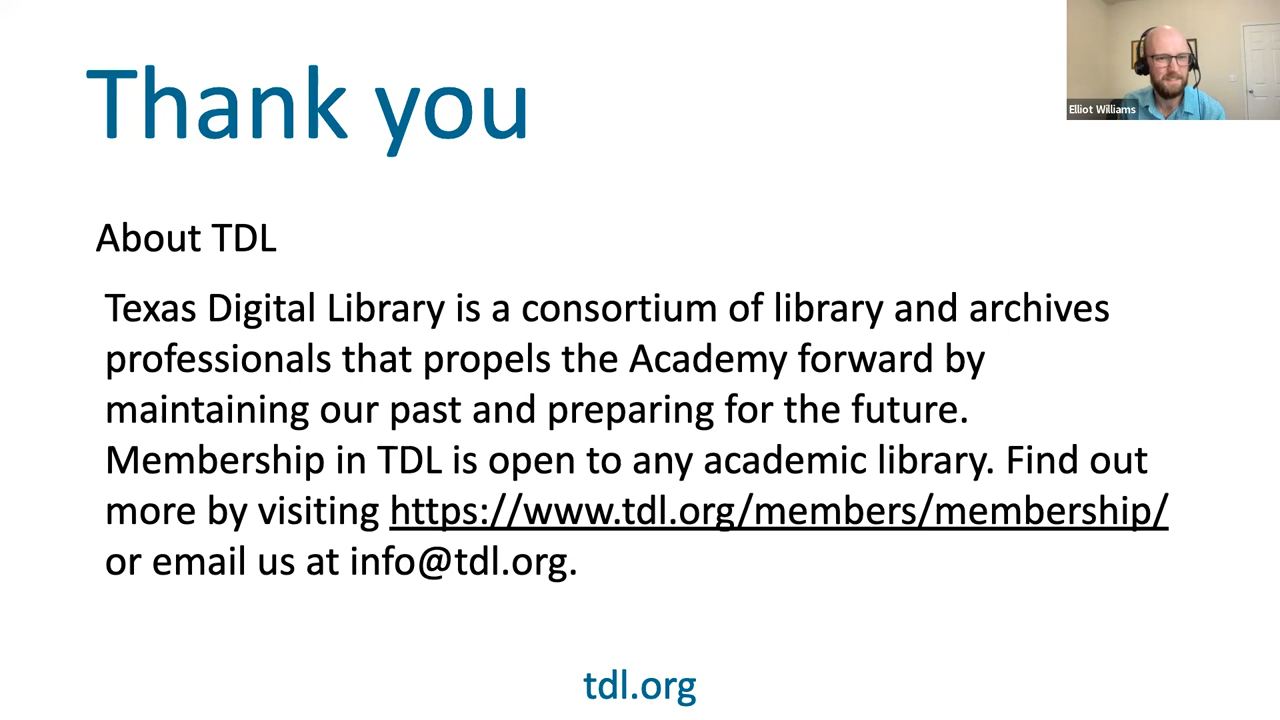 Thank you
Elliot Williams
About TDL
Texas Digital Library is a consortium of library and archives
professionals that propels the Academy forward by
maintaining our past and preparing for the future.
Membership in TDL is open to any academic library. Find out
more by visiting https://www.tdl.org/members/membership/
or email us at info@tdl.org.
tdl.org